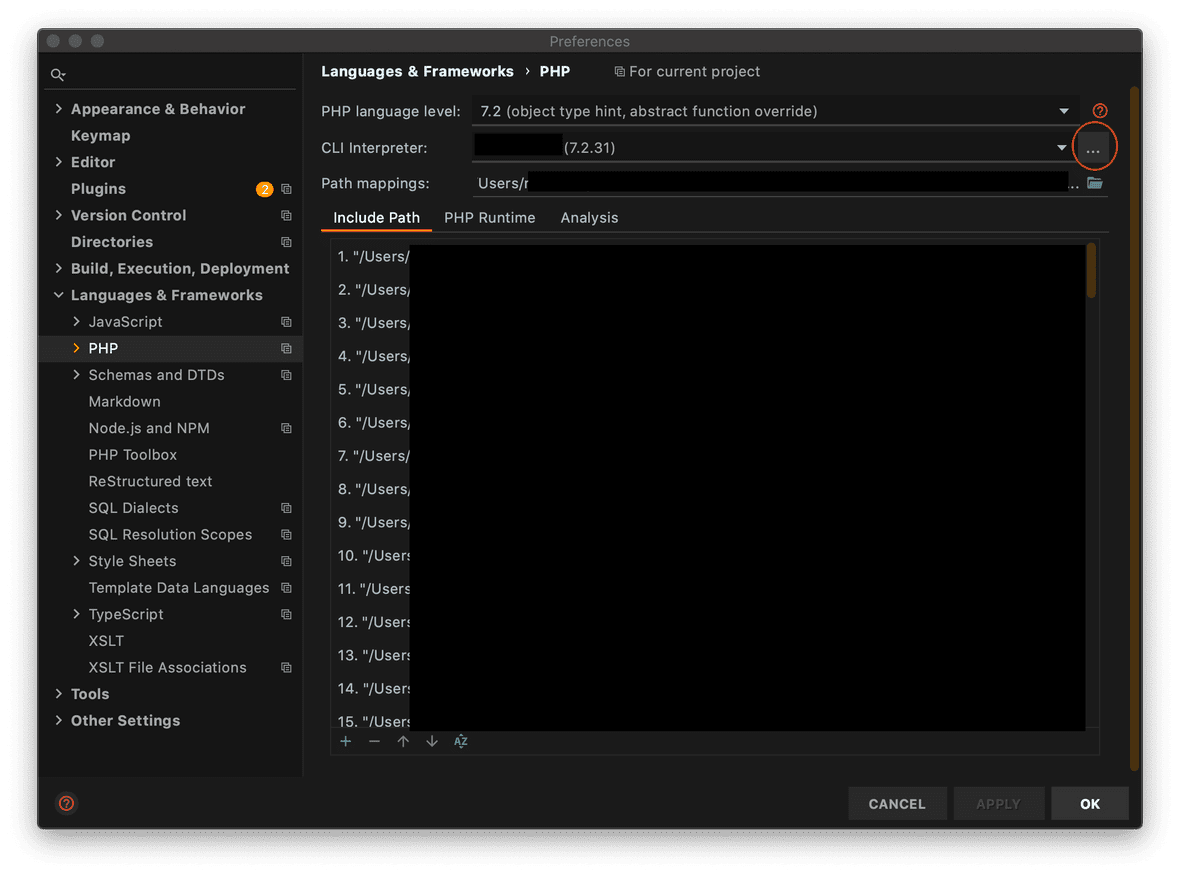 Preferences
Appearance & Behavior
Keymap
Editor
Plugins 2
Version Control
Directories
Build, Execution, Deployment
Languages & Frameworks
JavaScript
PHP
Schemas and DTDs
Markdown
Node.js and NPM
PHP Toolbox
ReStructured text
SQL Dialects
SQL Resolution Scopes
Style Sheets
Template Data Languages
TypeScript
XSLT
XSLT File Associations
Tools
Other Settings
Languages & Frameworks › PHP For current project
PHP language level: 7.2 (object type hint, abstract function override) ?
CLI Interpreter: (7.2.31) ...
Path mappings: Users/ ...
Include Path PHP Runtime Analysis
1. "/Users/
2. "/Users/
3. "/Users/
4. "/Users/
5. "/Users/
6. "/Users/
7. "/Users/
8. "/Users/
9. "/Users/
10. "/Users
11. "/Users
12. "/Users
13. "/Users
14. "/Users
15. "/Users
AZ
? CANCEL APPLY OK